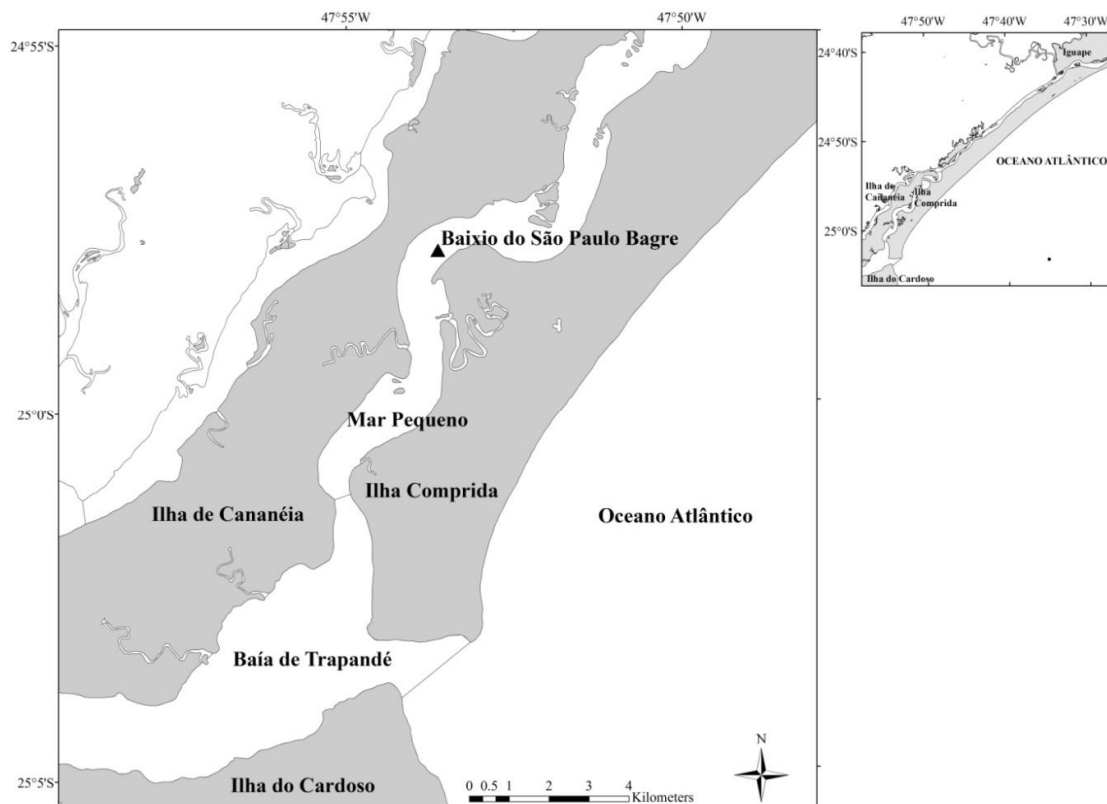 47°55'W
47°50'W
24°55'S
Baixio do São Paulo Bagre
25°0'S
Mar Pequeno
Ilha Comprida
Ilha de Cananéia
Oceano Atlântico
Baía de Trapandé
25°5'S
Ilha do Cardoso
0 0.5 1 2 3 4
Kilometers
N
47°50'W
47°40'W
47°30'W
24°40'S
Iguape
24°50'S
OCEANO ATLÂNTICO
Ilha de
Cananéia
Ilha
Comprida
25°0'S
Ilha do Cardoso